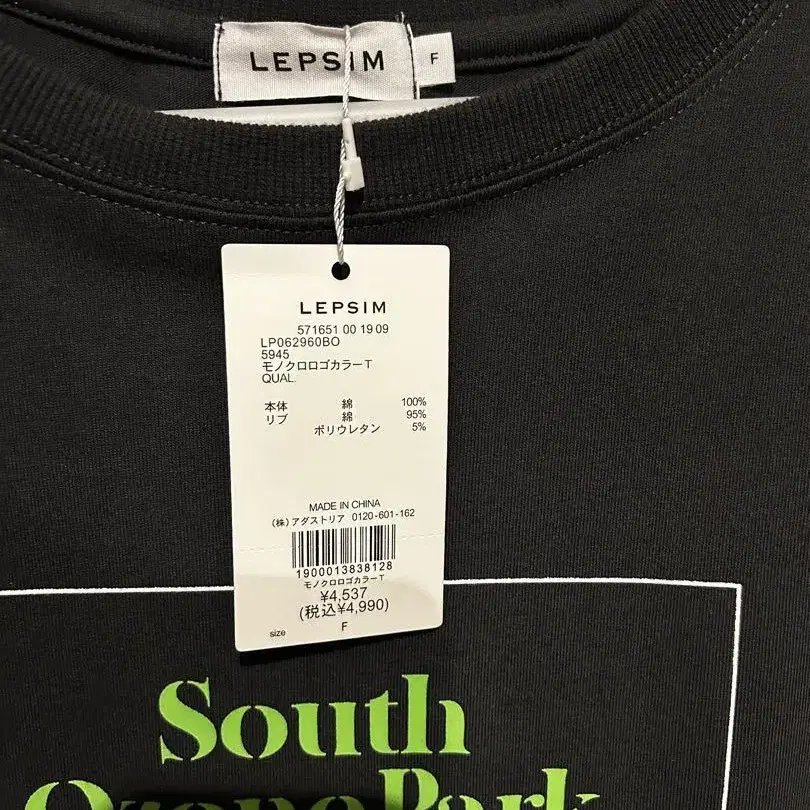 LEPSIM
F
LEPSIM
571651 00 19 09
LP062960BO
5945
モノクロロゴカラーT
QUAL.
本体 綿 100%
リブ 綿 95%
ポリウレタン 5%
MADE IN CHINA
(株)アダストリア 0120-601-162
1900013838128
モノクロロゴカラーT
¥4,537
(税込¥4,990)
size F
South
Ozone Park